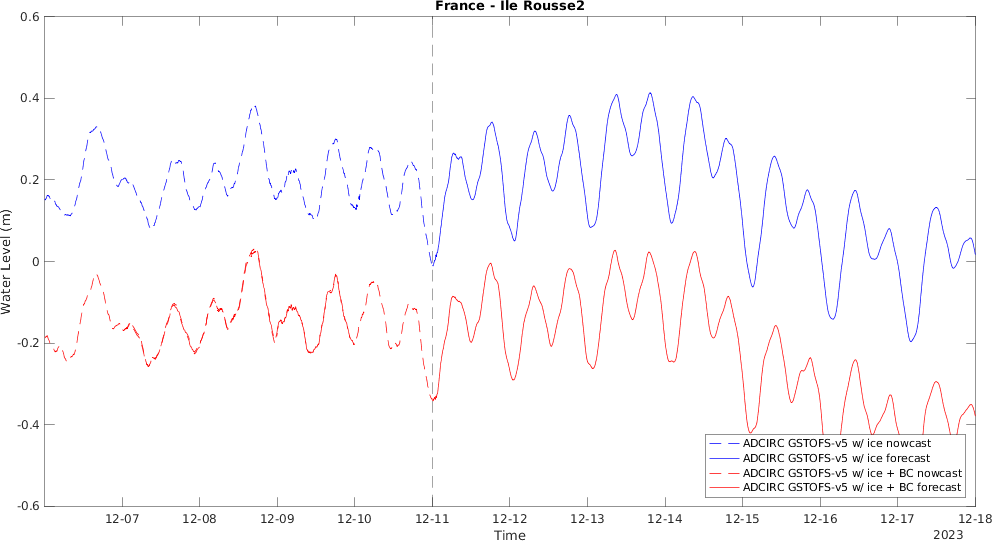 France - Ile Rousse2
Water Level (m)
0.6
0.4
0.2
0
-0.2
-0.4
-0.6
ADCIRC GSTOFS-v5 w/ ice nowcast
ADCIRC GSTOFS-v5 w/ ice forecast
ADCIRC GSTOFS-v5 w/ ice + BC nowcast
ADCIRC GSTOFS-v5 w/ ice + BC forecast
12-07 12-08 12-09 12-10 12-11 12-12 12-13 12-14 12-15 12-16 12-17 12-18
Time
2023